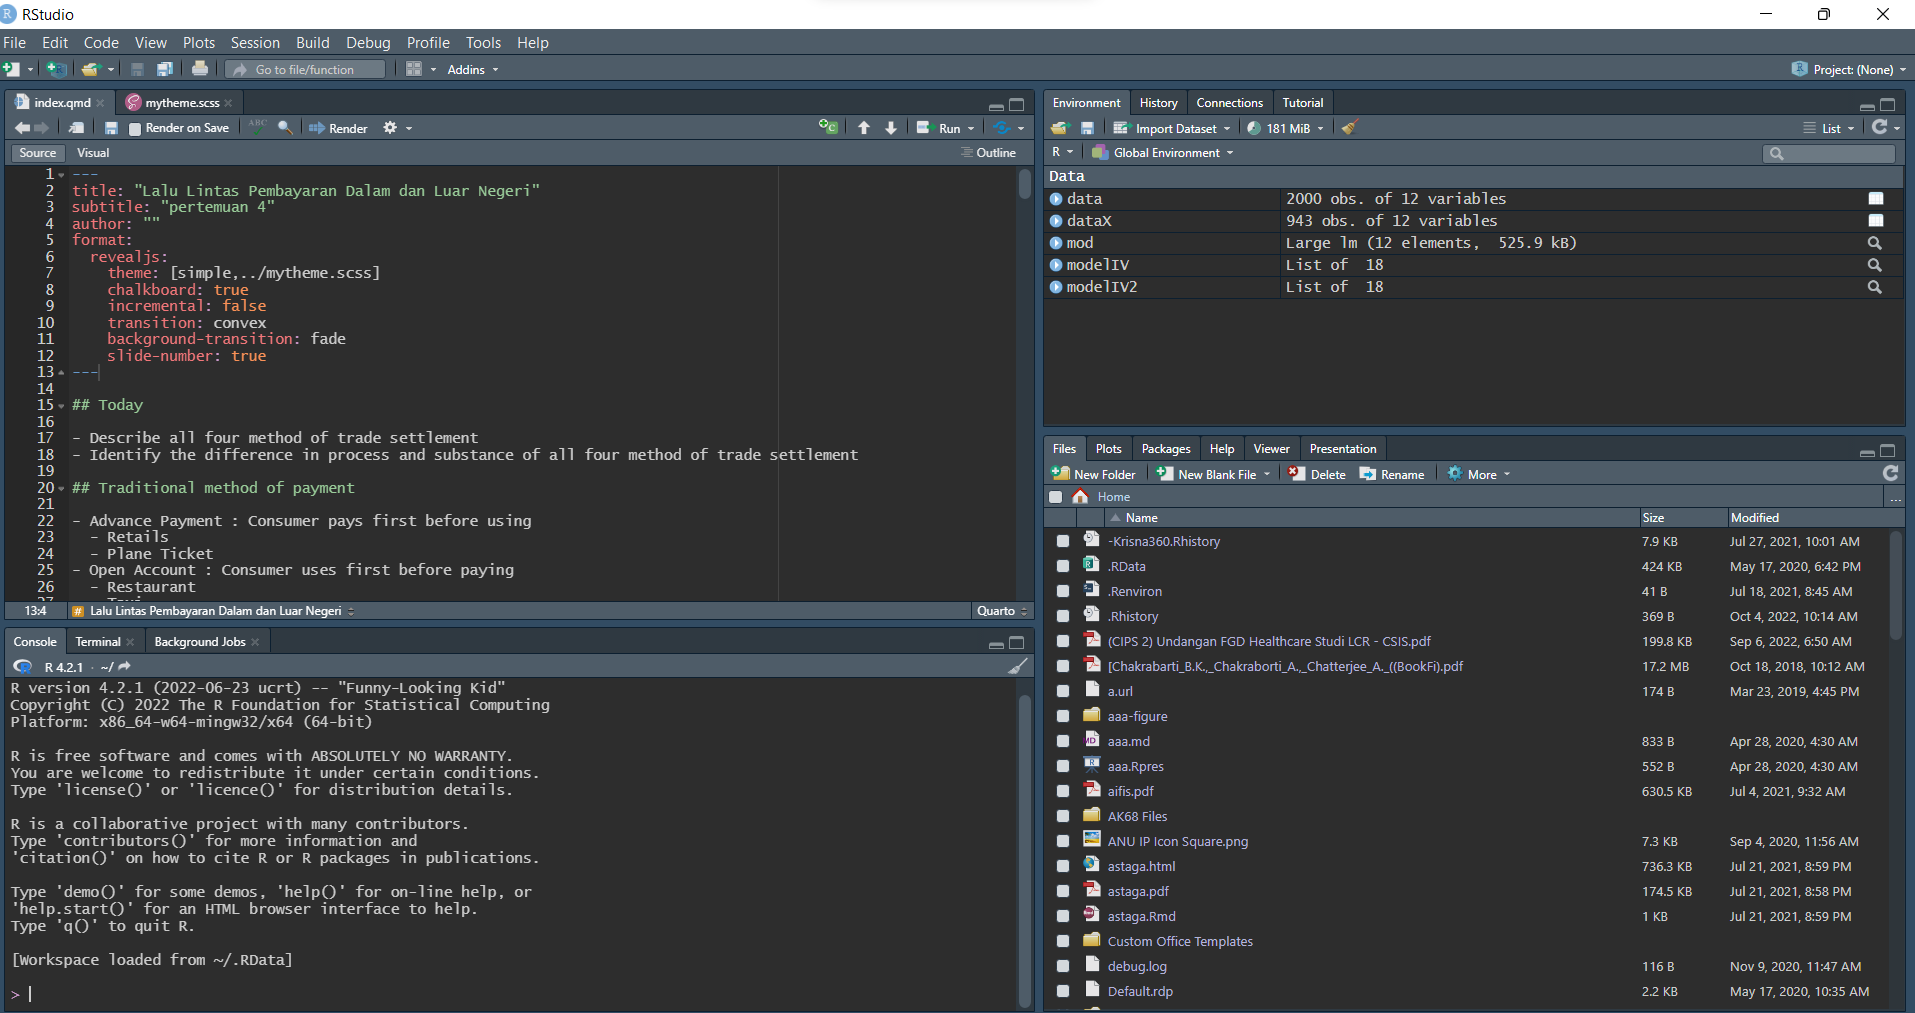 RStudio
File Edit Code View Plots Session Build Debug Profile Tools Help
Go to file/function Addins Project: (None)
index.qmd mytheme.scss
Render on Save ABC Render Run
Source Visual Outline
1 ---
2 title: "Lalu Lintas Pembayaran Dalam dan Luar Negeri"
3 subtitle: "pertemuan 4"
4 author: ""
5 format:
6 revealjs:
7 theme: [simple,../mytheme.scss]
8 chalkboard: true
9 incremental: false
10 transition: convex
11 background-transition: fade
12 slide-number: true
13 ---
14
15 ## Today
16
17 - Describe all four method of trade settlement
18 - Identify the difference in process and substance of all four method of trade settlement
19
20 ## Traditional method of payment
21
22 - Advance Payment : Consumer pays first before using
23 - Retails
24 - Plane Ticket
25 - Open Account : Consumer uses first before paying
26 - Restaurant
13:4 # Lalu Lintas Pembayaran Dalam dan Luar Negeri Quarto
Console Terminal Background Jobs
R 4.2.1 · ~/
R version 4.2.1 (2022-06-23 ucrt) -- "Funny-Looking Kid"
Copyright (C) 2022 The R Foundation for Statistical Computing
Platform: x86_64-w64-mingw32/x64 (64-bit)
R is free software and comes with ABSOLUTELY NO WARRANTY.
You are welcome to redistribute it under certain conditions.
Type 'license()' or 'licence()' for distribution details.
R is a collaborative project with many contributors.
Type 'contributors()' for more information and
'citation()' on how to cite R or R packages in publications.
Type 'demo()' for some demos, 'help()' for on-line help, or
'help.start()' for an HTML browser interface to help.
Type 'q()' to quit R.
[Workspace loaded from ~/.RData]
>
Environment History Connections Tutorial
Import Dataset 181 MiB List
R Global Environment
Data
data 2000 obs. of 12 variables
dataX 943 obs. of 12 variables
mod Large lm (12 elements, 525.9 kB)
modelIV List of 18
modelIV2 List of 18
Files Plots Packages Help Viewer Presentation
New Folder New Blank File Delete Rename More
Home ...
Name Size Modified
-Krisna360.Rhistory 7.9 KB Jul 27, 2021, 10:01 AM
.RData 424 KB May 17, 2020, 6:42 PM
.Renviron 41 B Jul 18, 2021, 8:45 AM
.Rhistory 369 B Oct 4, 2022, 10:14 AM
(CIPS 2) Undangan FGD Healthcare Studi LCR - CSIS.pdf 199.8 KB Sep 6, 2022, 6:50 AM
[Chakrabarti_B.K.,_Chakraborti_A.,_Chatterjee_A._((BookFi).pdf 17.2 MB Oct 18, 2018, 10:12 AM
a.url 174 B Mar 23, 2019, 4:45 PM
aaa-figure
aaa.md 833 B Apr 28, 2020, 4:30 AM
aaa.Rpres 552 B Apr 28, 2020, 4:30 AM
aifis.pdf 630.5 KB Jul 4, 2021, 9:32 AM
AK68 Files
ANU IP Icon Square.png 7.3 KB Sep 4, 2020, 11:56 AM
astaga.html 736.3 KB Jul 21, 2021, 8:59 PM
astaga.pdf 174.5 KB Jul 21, 2021, 8:58 PM
astaga.Rmd 1 KB Jul 21, 2021, 8:59 PM
Custom Office Templates
debug.log 116 B Nov 9, 2020, 11:47 AM
Default.rdp 2.2 KB May 17, 2020, 10:35 AM